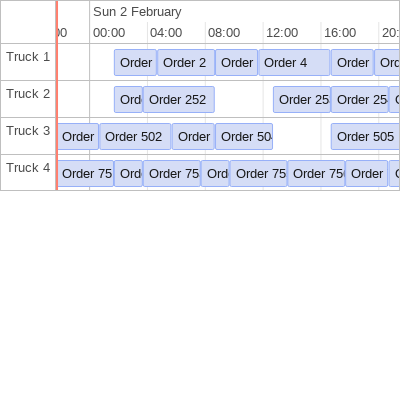 Sun 2 February
00 00:00 04:00 08:00 12:00 16:00 20:
Truck 1 Order Order 2 Order Order 4 Order Ord
Truck 2 Ord Order 252 Order 25 Order 25
Truck 3 Order Order 502 Order Order 50 Order 505
Truck 4 Order 75 Ord Order 75 Ord Order 75 Order 75 Order